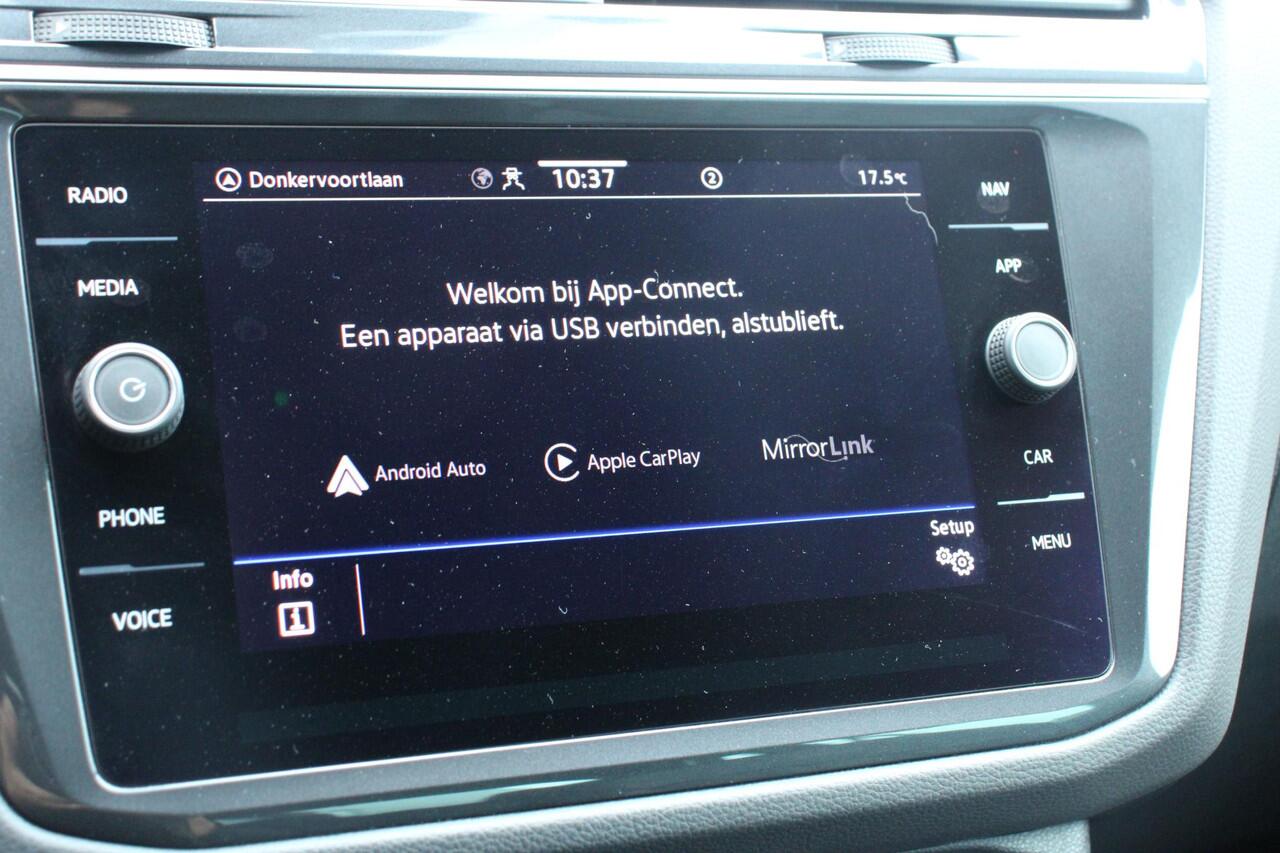 RADIO
MEDIA
PHONE
VOICE
Donkervoortlaan 10:37 2 17.5°C
Welkom bij App-Connect.
Een apparaat via USB verbinden, alstublieft.
Android Auto Apple CarPlay MirrorLink
Setup
Info
i
NAV
APP
CAR
MENU